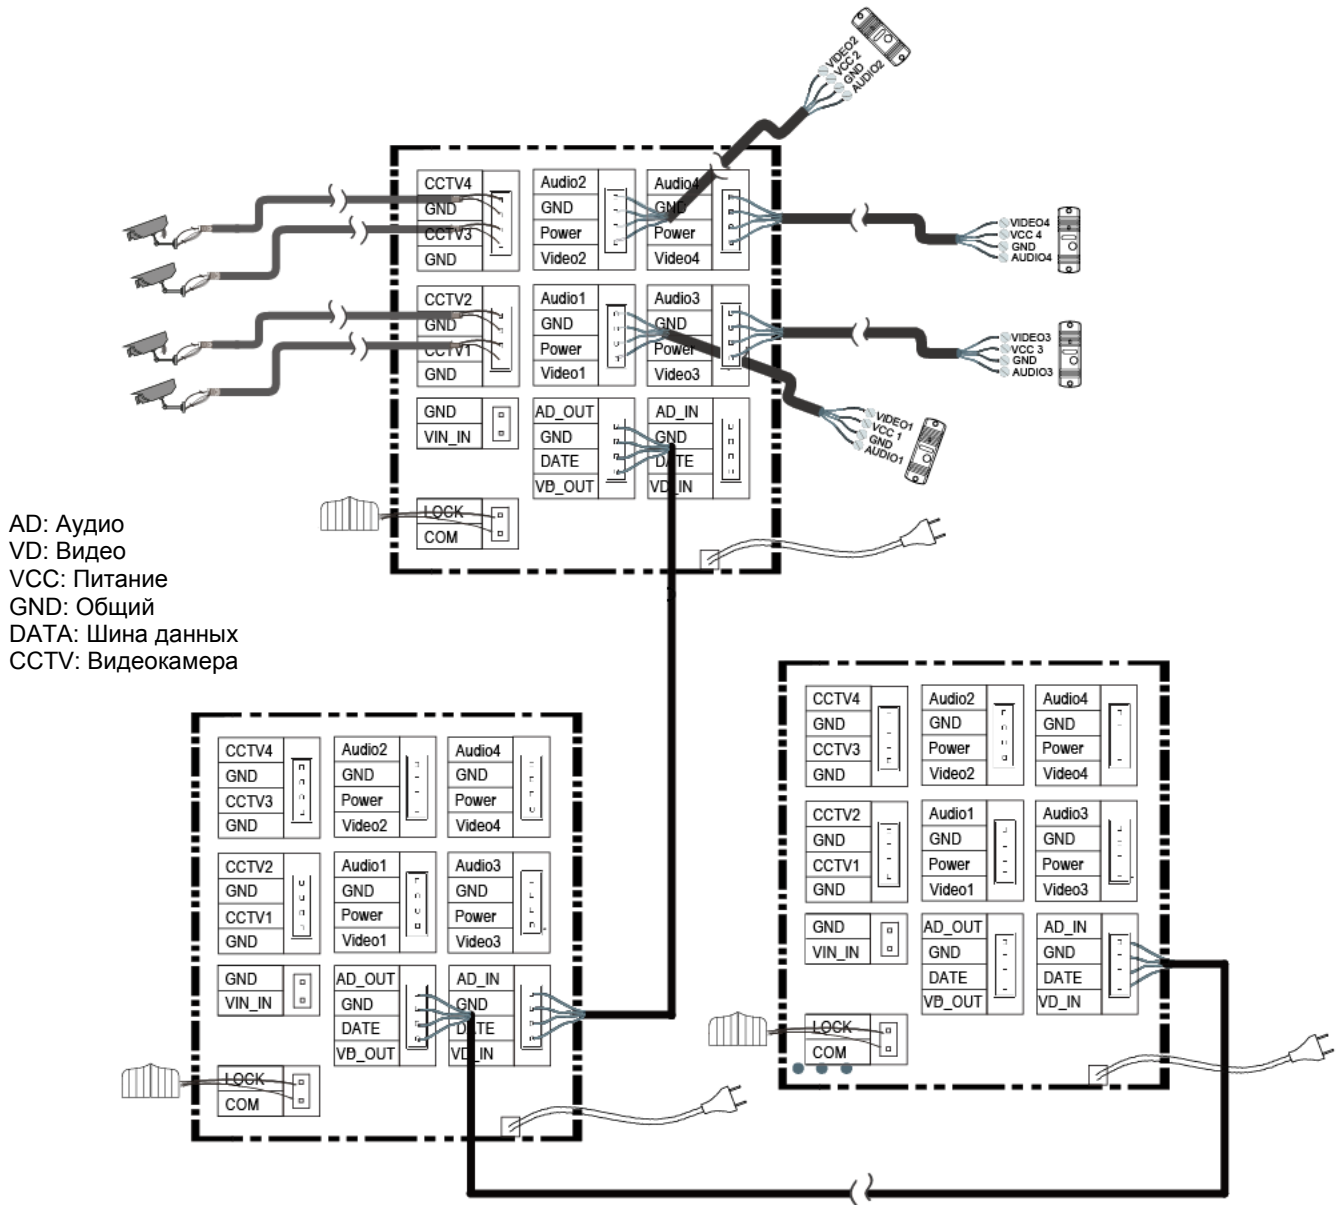 VIDEO2
VCC 2
GND
AUDIO2
CCTV4
GND
CCTV3
GND
Audio2
GND
Power
Video2
Audio4
GND
Power
Video4
VIDEO4
VCC 4
GND
AUDIO4
CCTV2
GND
CCTV1
GND
Audio1
GND
Power
Video1
Audio3
GND
Power
Video3
VIDEO3
VCC 3
GND
AUDIO3
VIDEO1
VCC 1
GND
AUDIO1
GND
VIN_IN
AD_OUT
GND
DATE
VD_OUT
AD_IN
GND
DATE
VD_IN
LOCK
COM
AD: Аудио
VD: Видео
VCC: Питание
GND: Общий
DATA: Шина данных
CCTV: Видеокамера
CCTV4
GND
CCTV3
GND
Audio2
GND
Power
Video2
Audio4
GND
Power
Video4
CCTV2
GND
CCTV1
GND
Audio1
GND
Power
Video1
Audio3
GND
Power
Video3
GND
VIN_IN
AD_OUT
GND
DATE
VD_OUT
AD_IN
GND
DATE
VD_IN
LOCK
COM
CCTV4
GND
CCTV3
GND
Audio2
GND
Power
Video2
Audio4
GND
Power
Video4
CCTV2
GND
CCTV1
GND
Audio1
GND
Power
Video1
Audio3
GND
Power
Video3
GND
VIN_IN
AD_OUT
GND
DATE
VD_OUT
AD_IN
GND
DATE
VD_IN
LOCK
COM